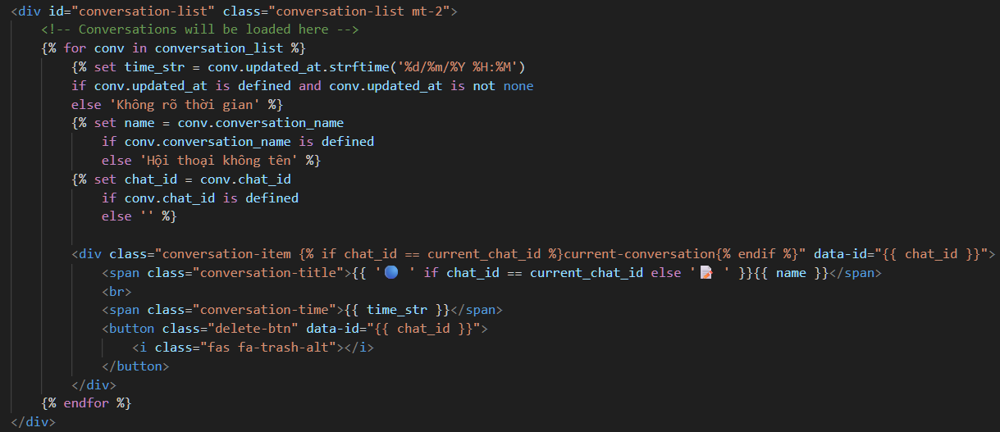 <div id="conversation-list" class="conversation-list mt-2">
    <!-- Conversations will be loaded here -->
    {% for conv in conversation_list %}
        {% set time_str = conv.updated_at.strftime('%d/%m/%Y %H:%M')
        if conv.updated_at is defined and conv.updated_at is not none
        else 'Không rõ thời gian' %}
        {% set name = conv.conversation_name
            if conv.conversation_name is defined
            else 'Hội thoại không tên' %}
        {% set chat_id = conv.chat_id
            if conv.chat_id is defined
            else '' %}

        <div class="conversation-item {% if chat_id == current_chat_id %}current-conversation{% endif %}" data-id="{{ chat_id }}">
            <span class="conversation-title">{{ '🔵 ' if chat_id == current_chat_id else '📝 ' }}{{ name }}</span>
            <br>
            <span class="conversation-time">{{ time_str }}</span>
            <button class="delete-btn" data-id="{{ chat_id }}">
                <i class="fas fa-trash-alt"></i>
            </button>
        </div>
    {% endfor %}
</div>